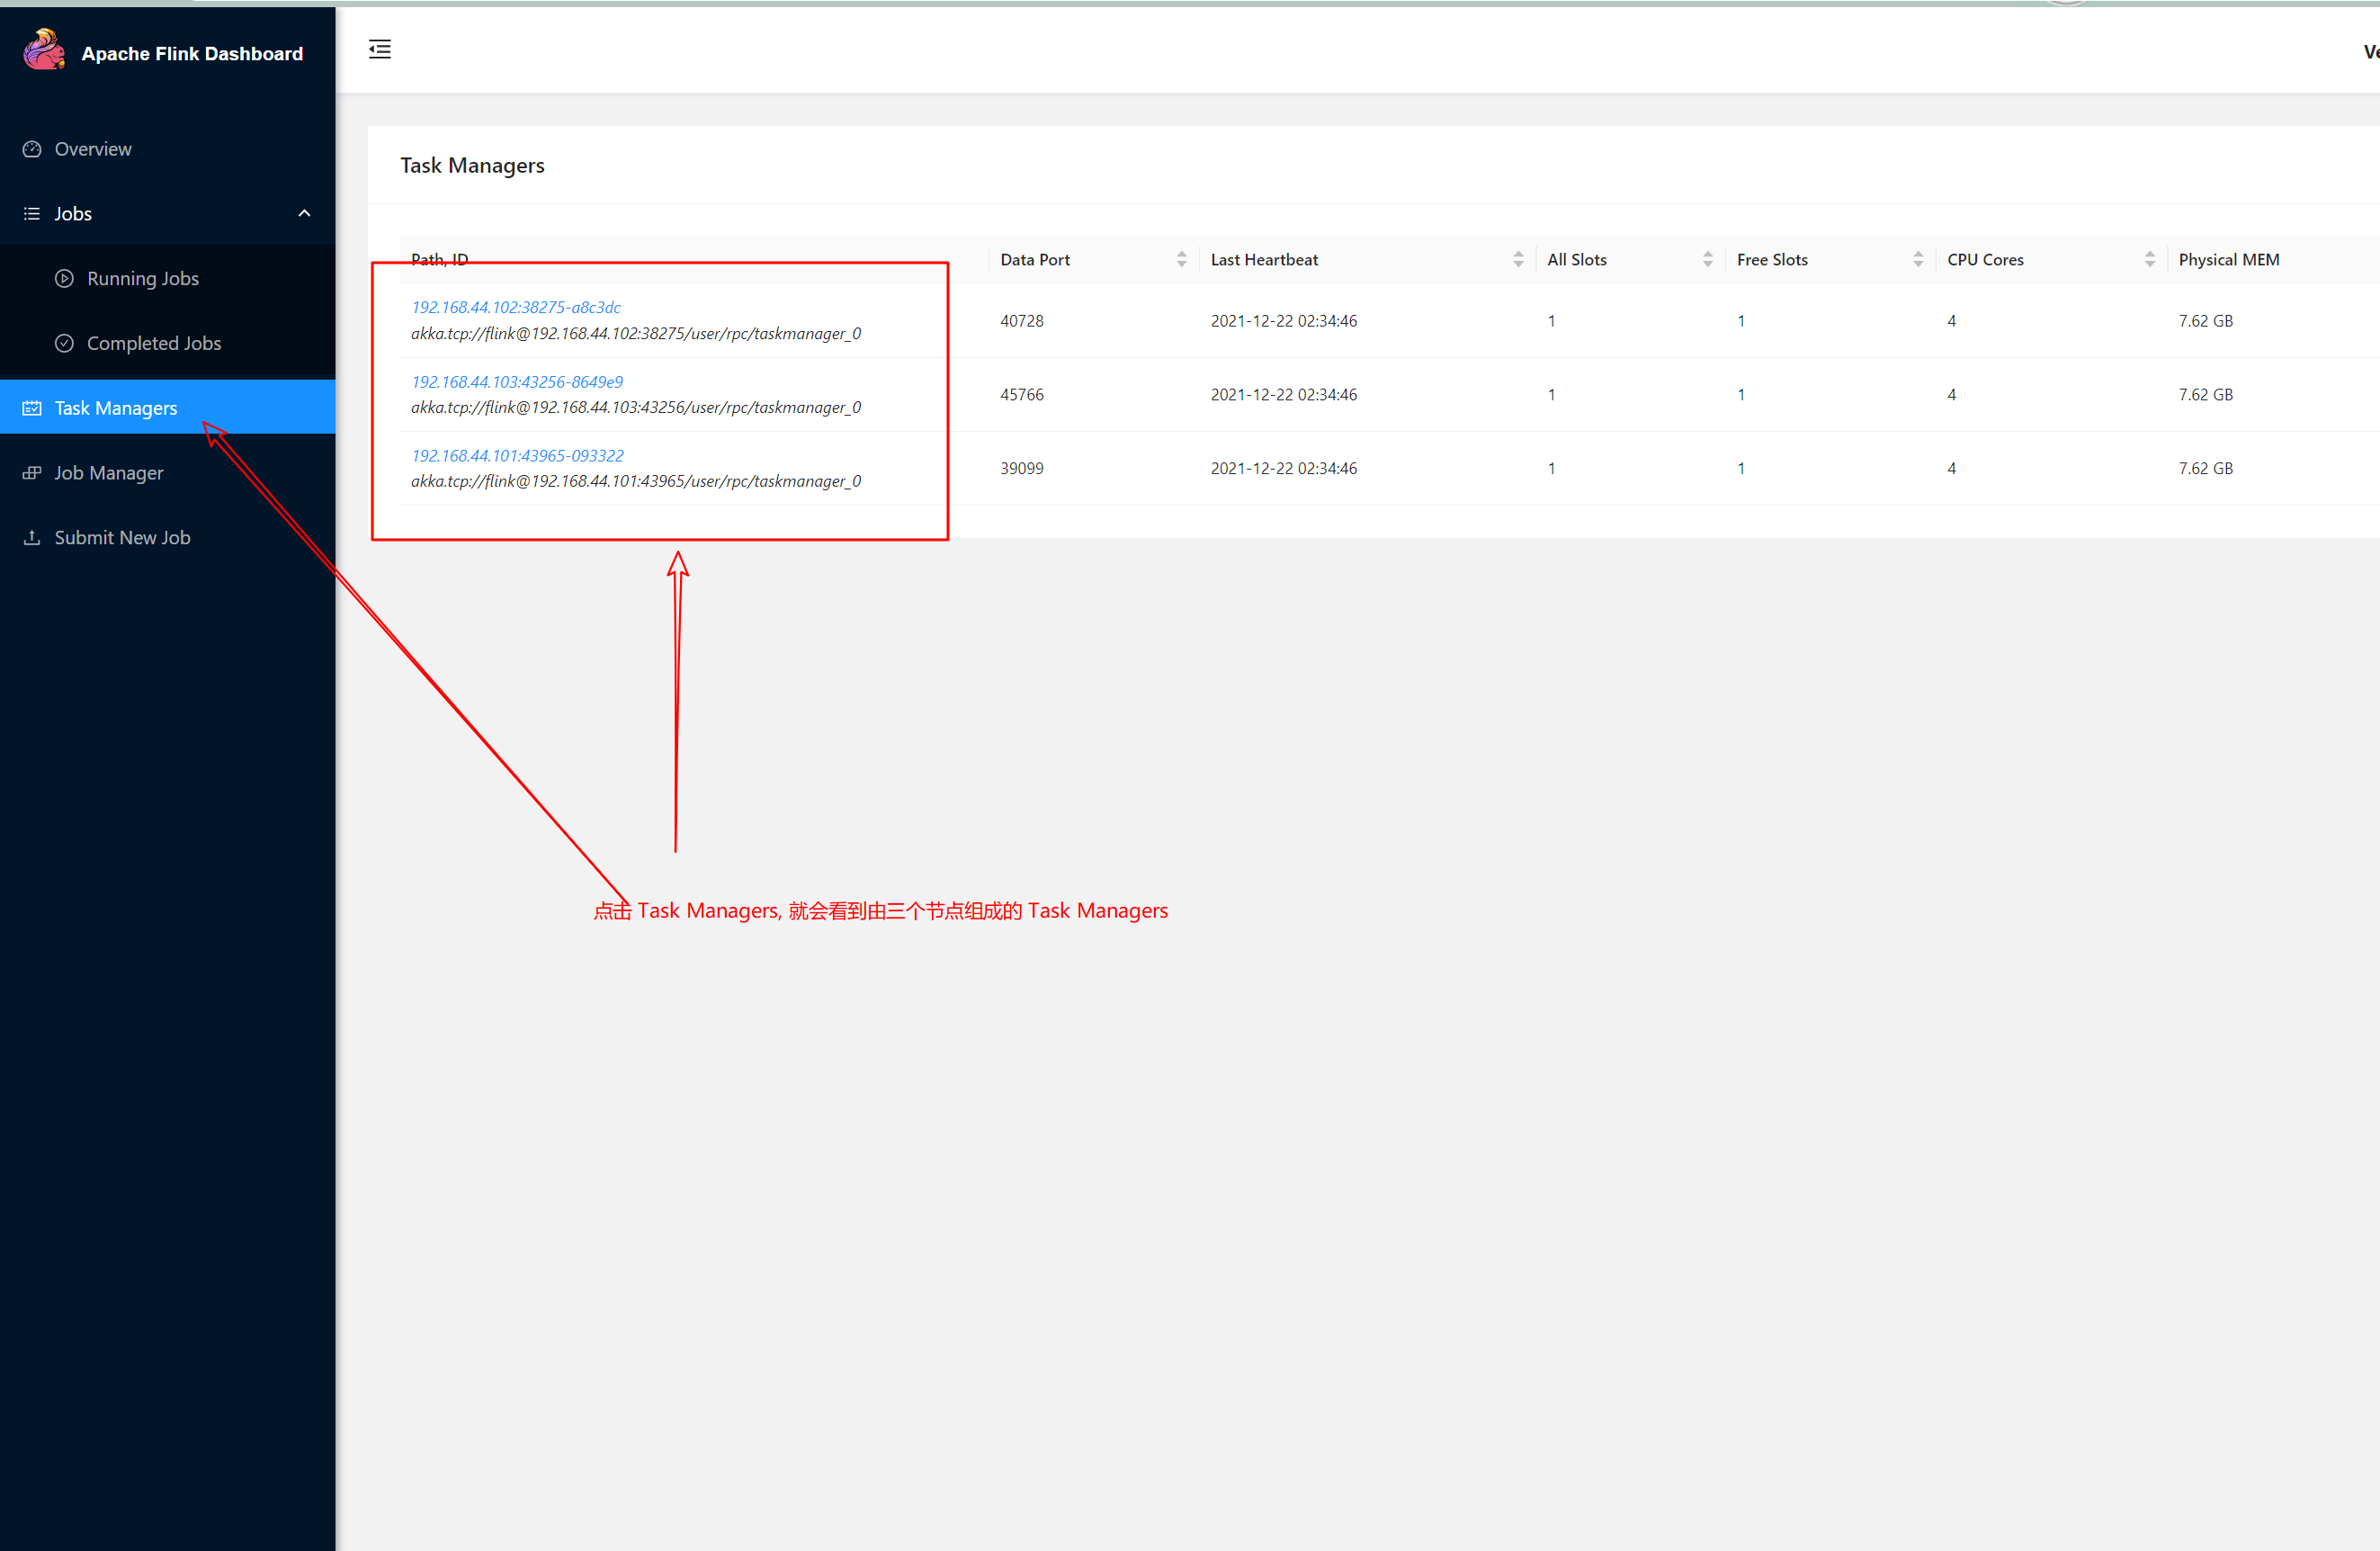 Apache Flink Dashboard
Overview
Jobs
Running Jobs
Completed Jobs
Task Managers
Job Manager
Submit New Job
Task Managers
Path, ID Data Port Last Heartbeat All Slots Free Slots CPU Cores Physical MEM
192.168.44.102:38275-a8c3dc
akka.tcp://flink@192.168.44.102:38275/user/rpc/taskmanager_0
40728 2021-12-22 02:34:46 1 1 4 7.62 GB
192.168.44.103:43256-8649e9
akka.tcp://flink@192.168.44.103:43256/user/rpc/taskmanager_0
45766 2021-12-22 02:34:46 1 1 4 7.62 GB
192.168.44.101:43965-093322
akka.tcp://flink@192.168.44.101:43965/user/rpc/taskmanager_0
39099 2021-12-22 02:34:46 1 1 4 7.62 GB
点击 Task Managers, 就会看到由三个节点组成的 Task Managers